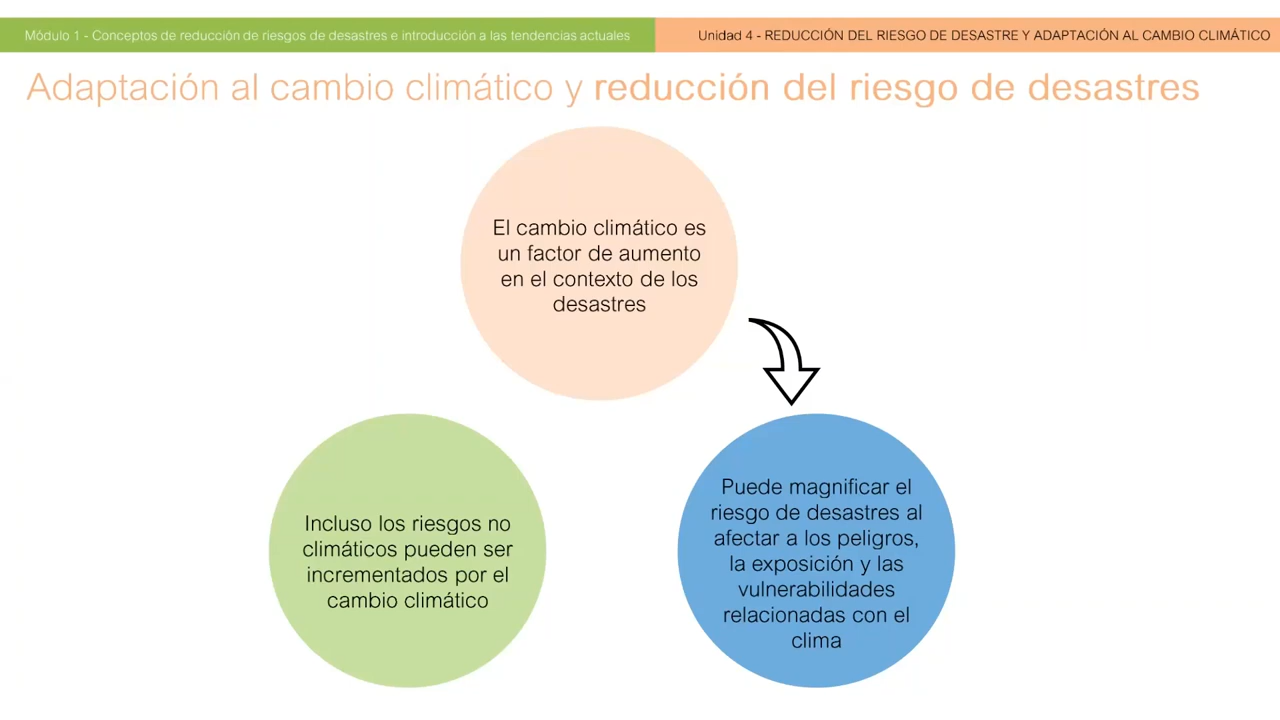 Módulo 1 - Conceptos de reducción de riesgos de desastres e introducción a las tendencias actuales
Unidad 4 - REDUCCIÓN DEL RIESGO DE DESASTRE Y ADAPTACIÓN AL CAMBIO CLIMÁTICO
Adaptación al cambio climático y reducción del riesgo de desastres
El cambio climático es
un factor de aumento
en el contexto de los
desastres
Incluso los riesgos no
climáticos pueden ser
incrementados por el
cambio climático
Puede magnificar el
riesgo de desastres al
afectar a los peligros,
la exposición y las
vulnerabilidades
relacionadas con el
clima